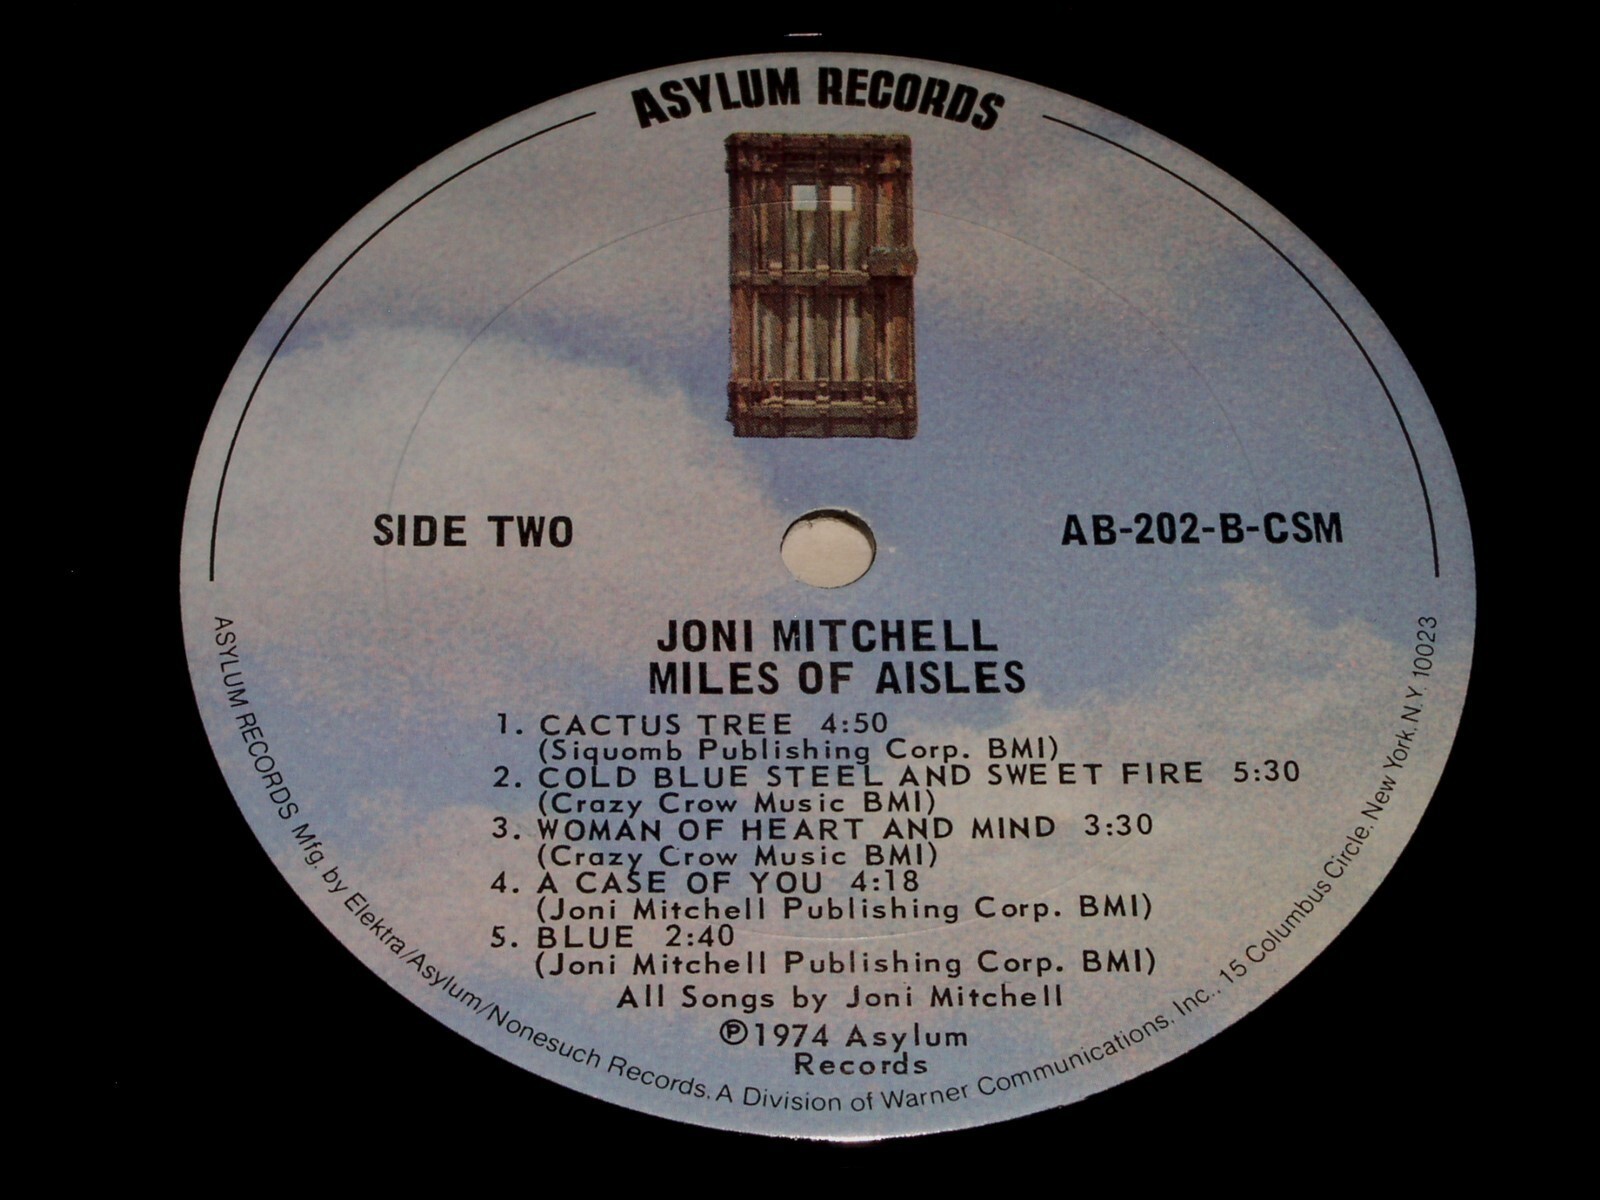 ASYLUM RECORDS
SIDE TWO
AB-202-B-CSM
JONI MITCHELL
MILES OF AISLES
1. CACTUS TREE 4:50
(Siquomb Publishing Corp. BMI)
2. COLD BLUE STEEL AND SWEET FIRE 5:30
(Crazy Crow Music BMI)
3. WOMAN OF HEART AND MIND 3:30
(Crazy Crow Music BMI)
4. A CASE OF YOU 4:18
(Joni Mitchell Publishing Corp. BMI)
5. BLUE 2:40
(Joni Mitchell Publishing Corp. BMI)
All Songs by Joni Mitchell
℗1974 Asylum
Records
ASYLUM RECORDS Mfg. by Elektra/Asylum/Nonesuch Records, A Division of Warner Communications, Inc., 15 Columbus Circle, New York, N.Y. 10023